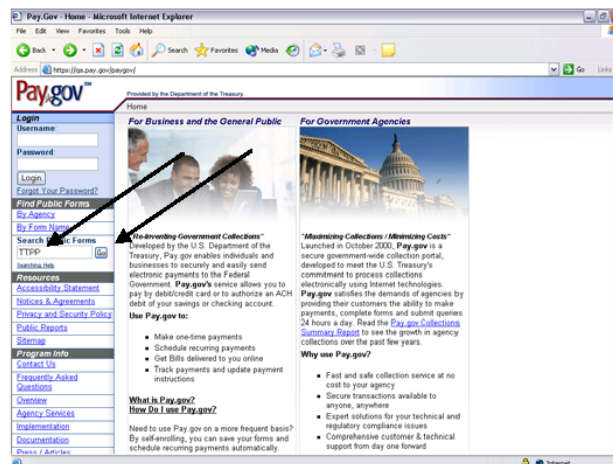 Pay.Gov - Home - Microsoft Internet Explorer
File Edit View Favorites Tools Help
Back Search Favorites Media
Address https://qa.pay.gov/paygov/ Go Links
Pay.gov™
Provided by the Department of the Treasury.
Home
Login
Username:
Password:
Login
Forgot Your Password?
Find Public Forms
By Agency
By Form Name
Search Public Forms
TTPP Go
Searching Help
Resources
Accessibility Statement
Notices & Agreements
Privacy and Security Policy
Public Reports
Sitemap
Program Info
Contact Us
Frequently Asked
Questions
Overview
Agency Services
Implementation
Documentation
Press / Articles
For Business and the General Public
"Re-Inventing Government Collections"
Developed by the U.S. Department of the
Treasury, Pay.gov enables individuals and
businesses to securely and easily send
electronic payments to the Federal
Government. Pay.gov's service allows you to
pay by debit/credit card or to authorize an ACH
debit of your savings or checking account.
Use Pay.gov to:
Make one-time payments
Schedule recurring payments
Get Bills delivered to you online
Track payments and update payment
instructions
What is Pay.gov?
How Do I use Pay.gov?
Need to use Pay.gov on a more frequent basis?
By self-enrolling, you can save your forms and
schedule recurring payments automatically.
For Government Agencies
"Maximizing Collections / Minimizing Costs"
Launched in October 2000, Pay.gov is a
secure government-wide collection portal,
developed to meet the U.S. Treasury's
commitment to process collections
electronically using Internet technologies.
Pay.gov satisfies the demands of agencies by
providing their customers the ability to make
payments, complete forms and submit queries
24 hours a day. Read the Pay.gov Collections
Summary Report to see the growth in agency
collections over the past few years.
Why use Pay.gov?
Fast and safe collection service at no
cost to your agency
Secure transactions available to
anyone, anywhere
Expert solutions for your technical and
regulatory compliance issues
Comprehensive customer & technical
support from day one forward
Internet